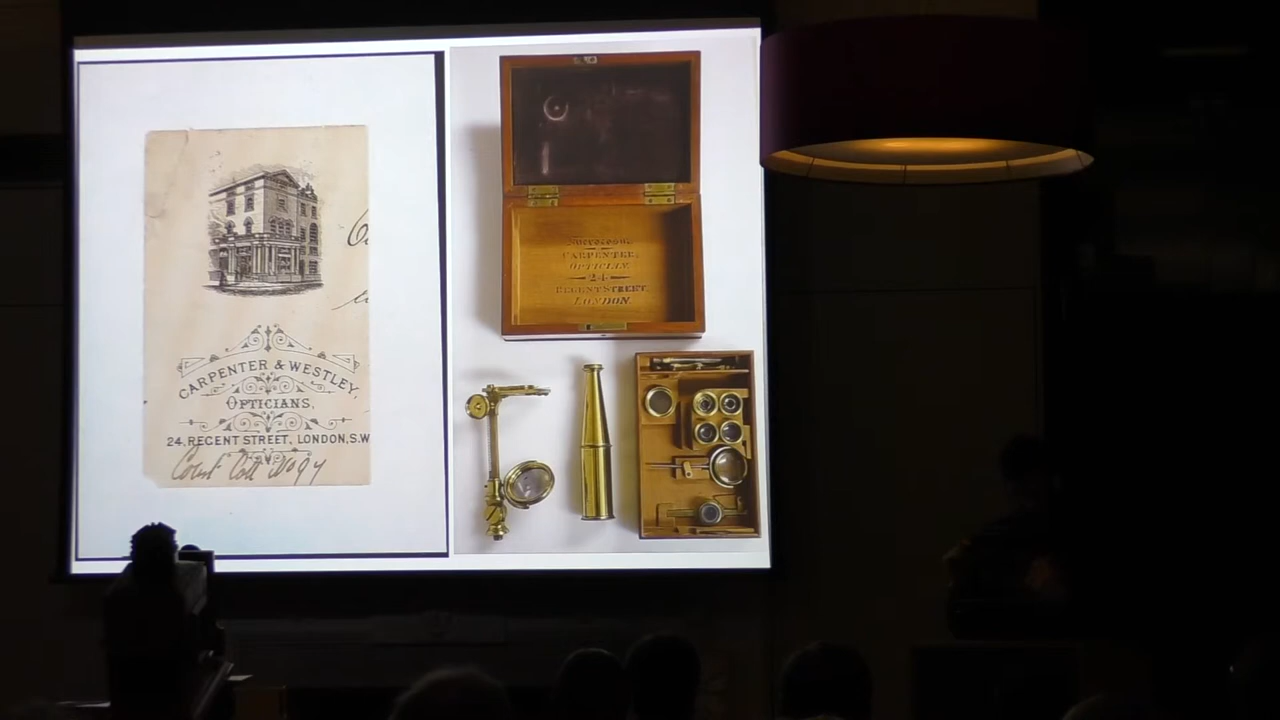 CARPENTER & WESTLEY,
OPTICIANS,
24, REGENT STREET, LONDON, S.W
CARPENTER,
OPTICIAN.
24
REGENT STREET,
LONDON.